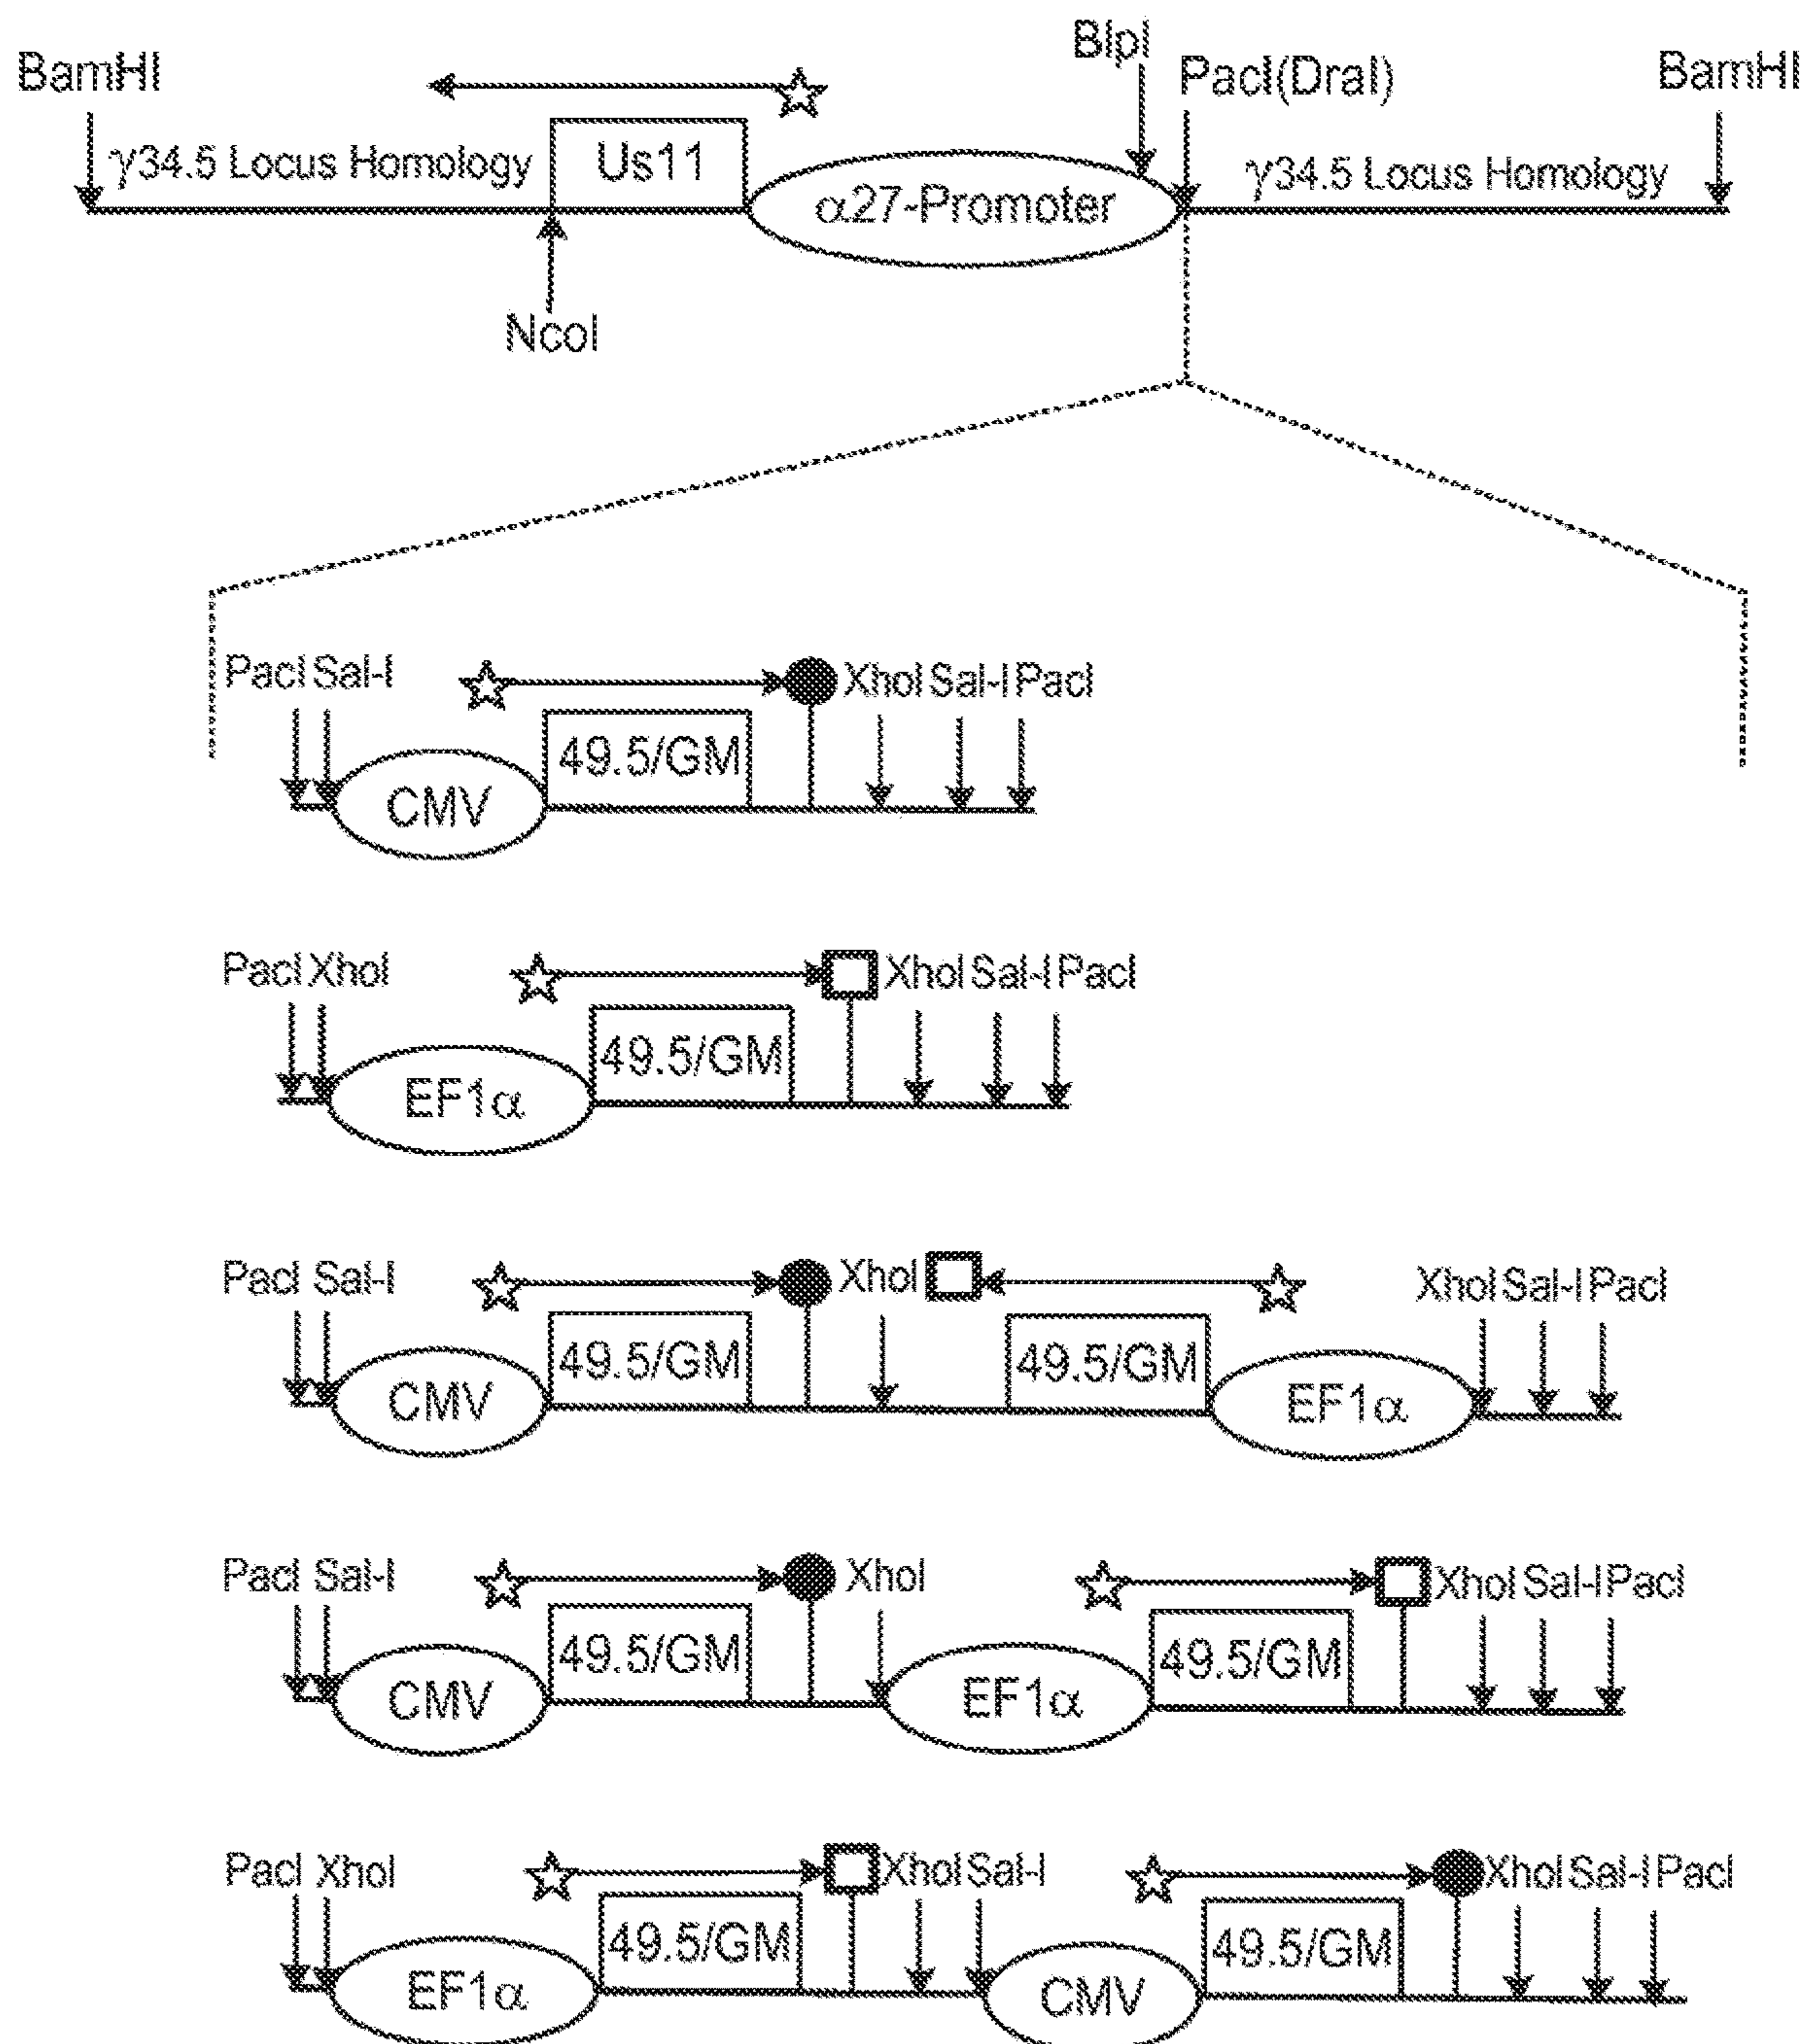 BlpI
BamHI PacI(DraI) BamHI
γ34.5 Locus Homology Us11 γ34.5 Locus Homology
α27-Promoter
NcoI
PacI Sal-I XhoI Sal-I PacI
49.5/GM
CMV
PacI XhoI XhoI Sal-I PacI
49.5/GM
EF1α
PacI Sal-I XhoI XhoI Sal-I PacI
49.5/GM 49.5/GM
CMV EF1α
PacI Sal-I XhoI XhoI Sal-I PacI
49.5/GM 49.5/GM
CMV EF1α
PacI XhoI XhoI Sal-I XhoI Sal-I PacI
49.5/GM 49.5/GM
EF1α CMV